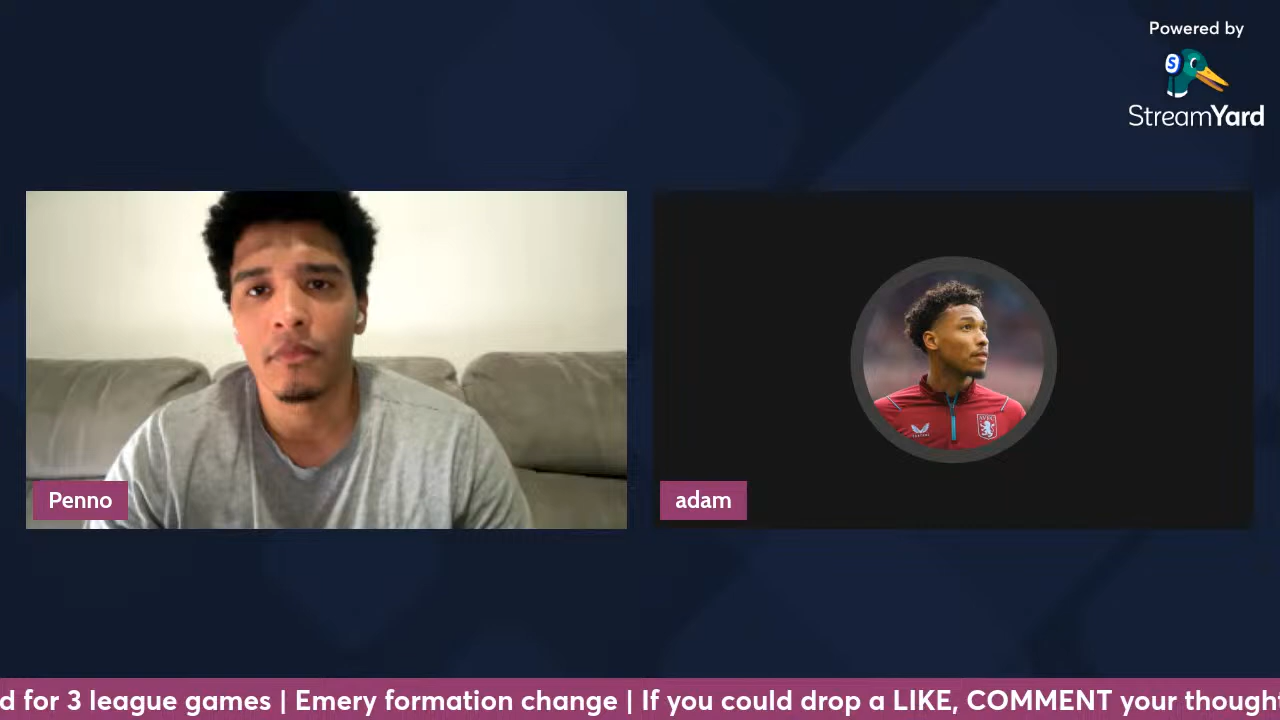 Powered by
S
StreamYard
Penno
adam
d for 3 league games | Emery formation change | If you could drop a LIKE, COMMENT your though